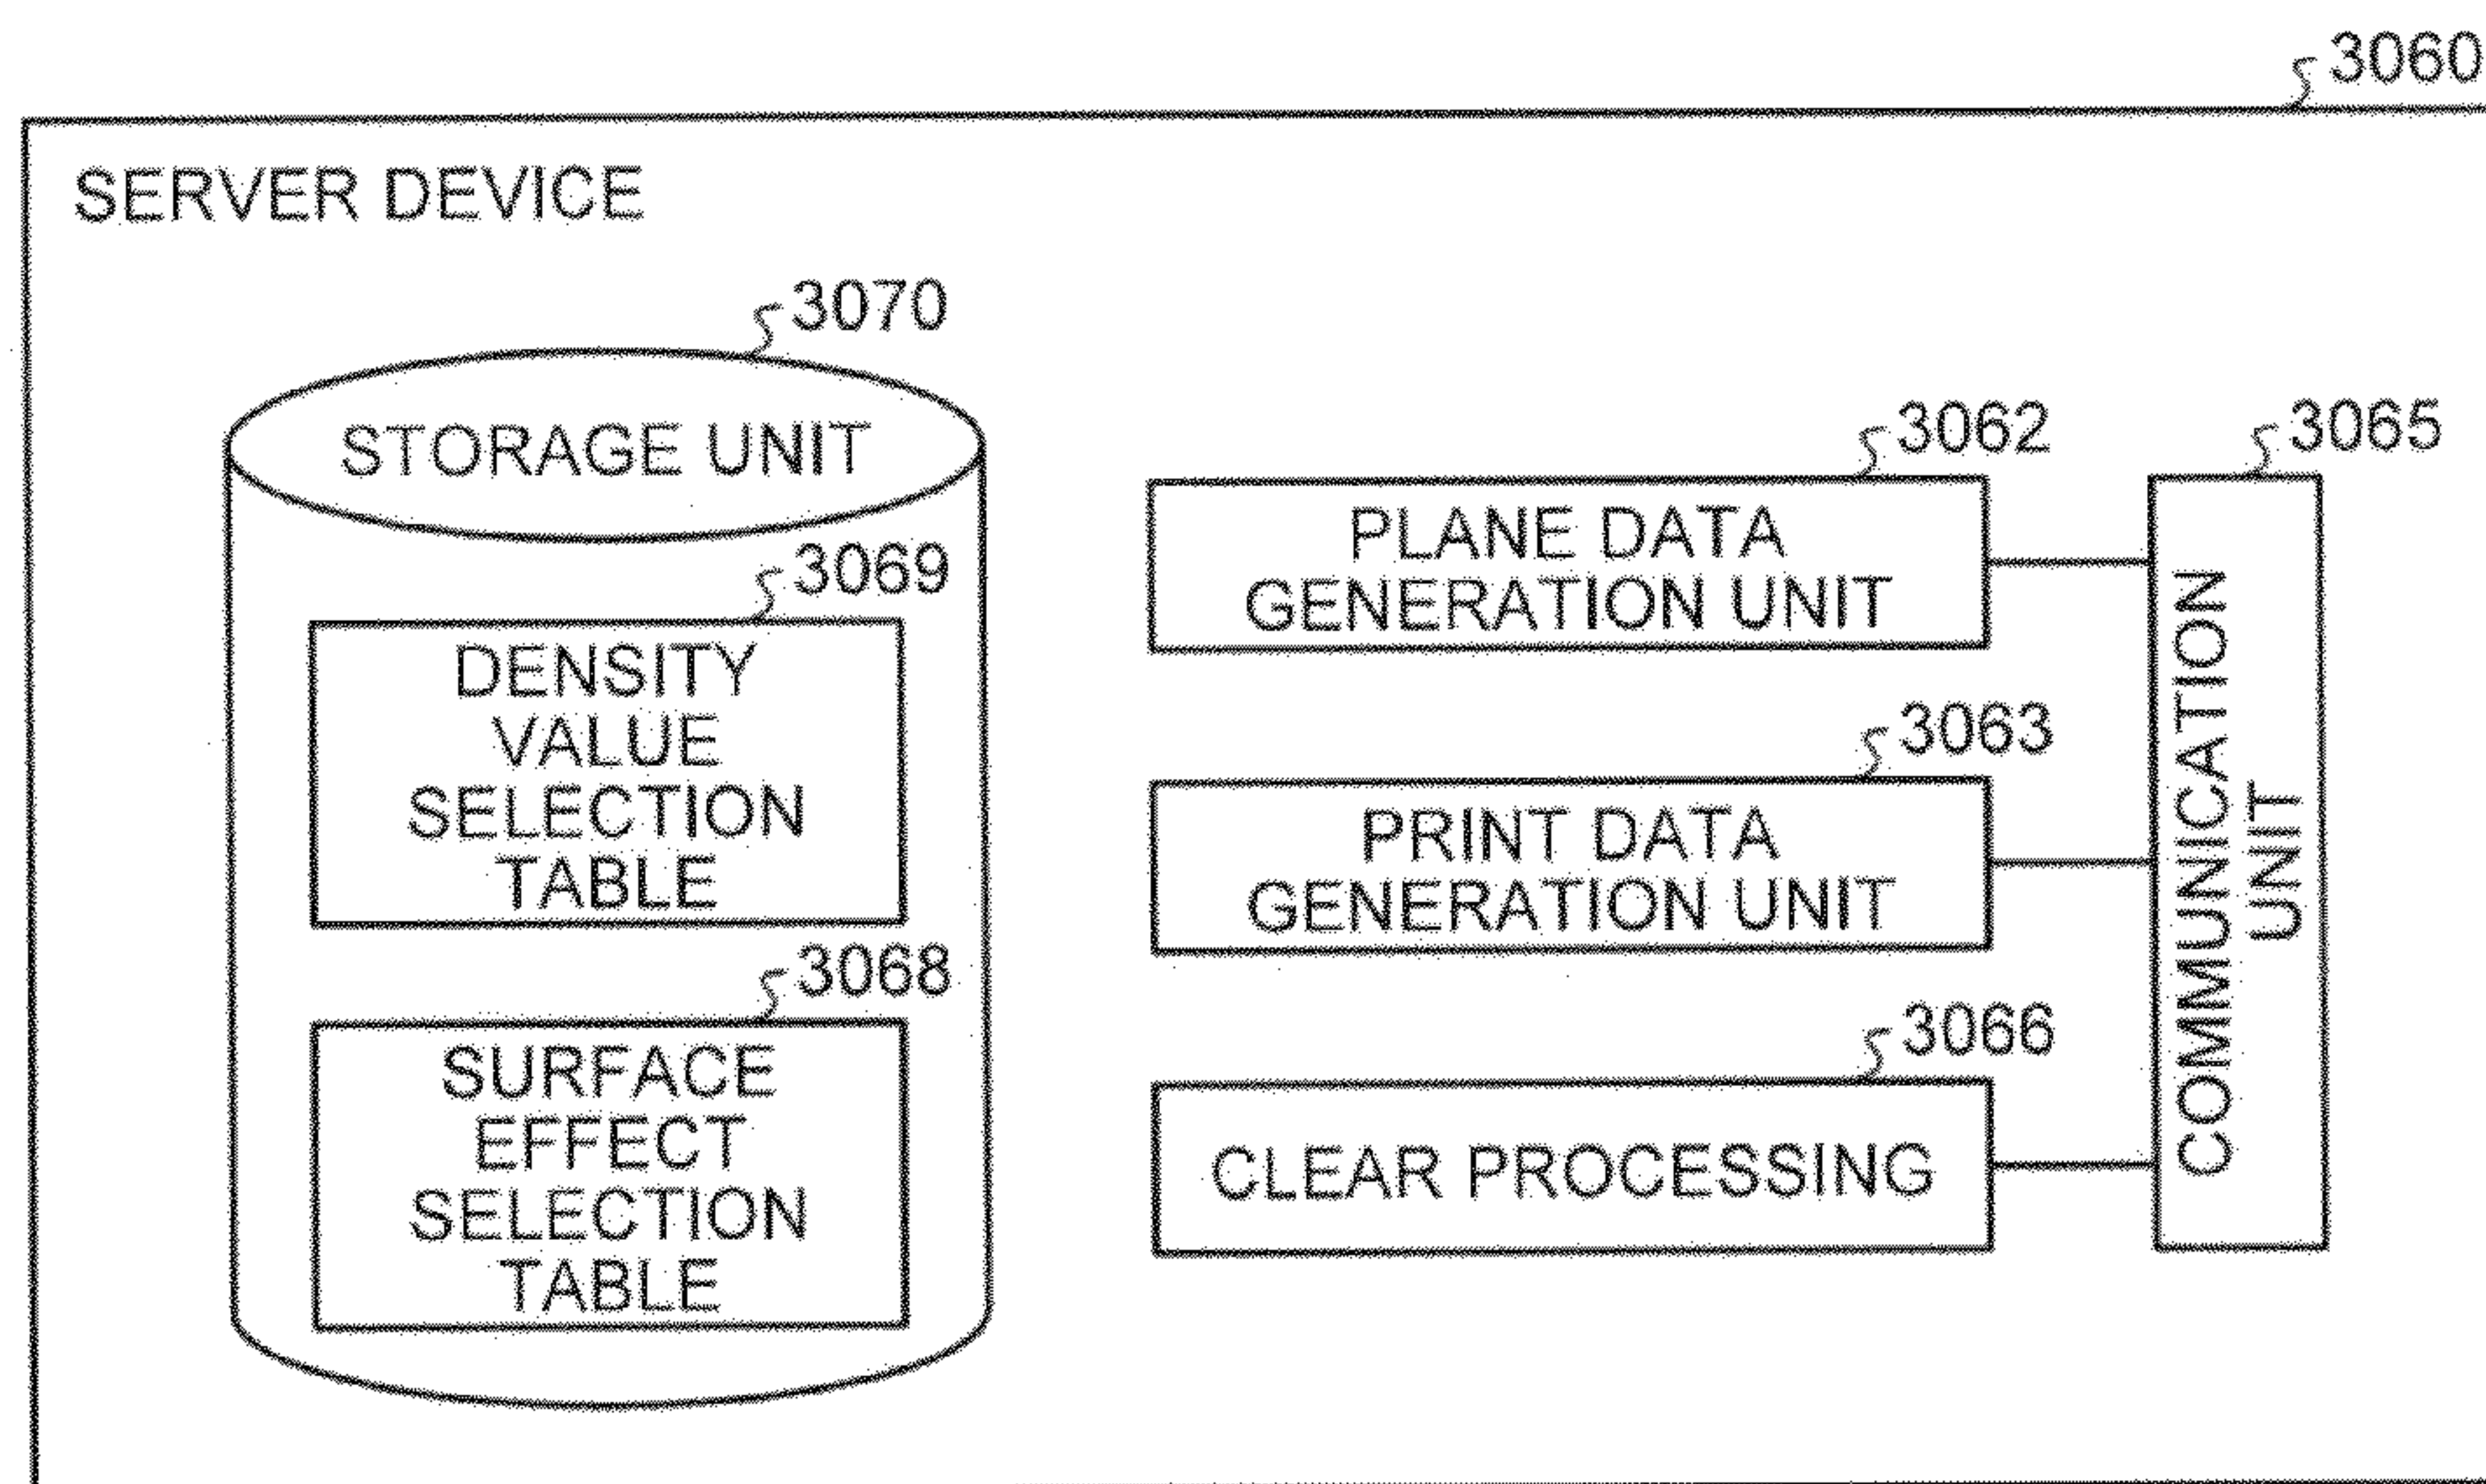 3060
SERVER DEVICE
3070
STORAGE UNIT
3069
DENSITY
VALUE
SELECTION
TABLE
3068
SURFACE
EFFECT
SELECTION
TABLE
3062
PLANE DATA
GENERATION UNIT
3063
PRINT DATA
GENERATION UNIT
3066
CLEAR PROCESSING
3065
COMMUNICATION
UNIT